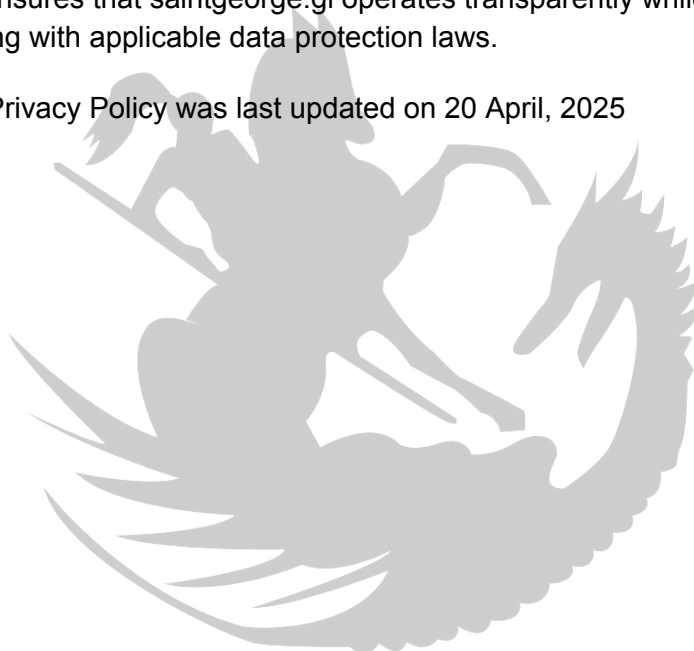 nsures that saintgeorge.gi operates transparently while
ng with applicable data protection laws.
Privacy Policy was last updated on 20 April, 2025